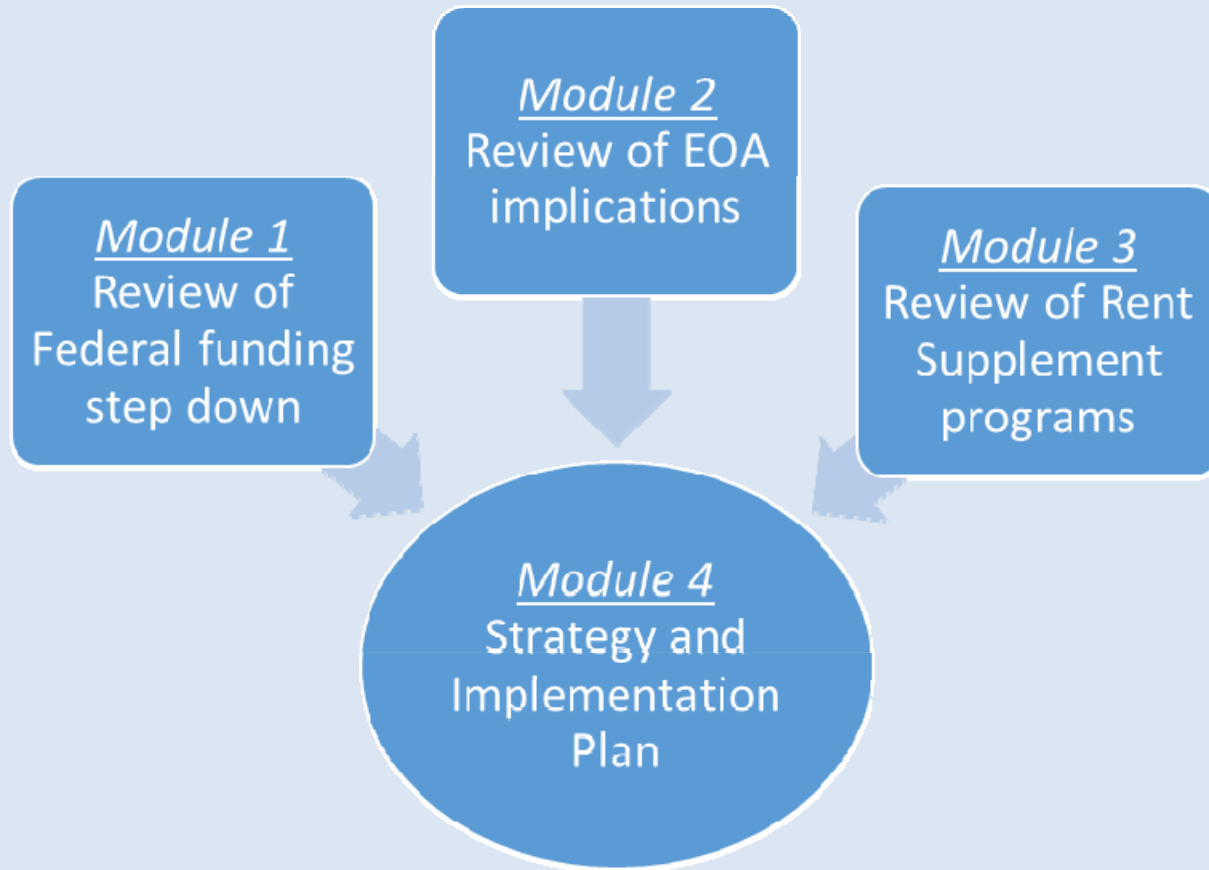 Module 1
Review of
Federal funding
step down
Module 2
Review of EOA
implications
Module 3
Review of Rent
Supplement
programs
Module 4
Strategy and
Implementation
Plan